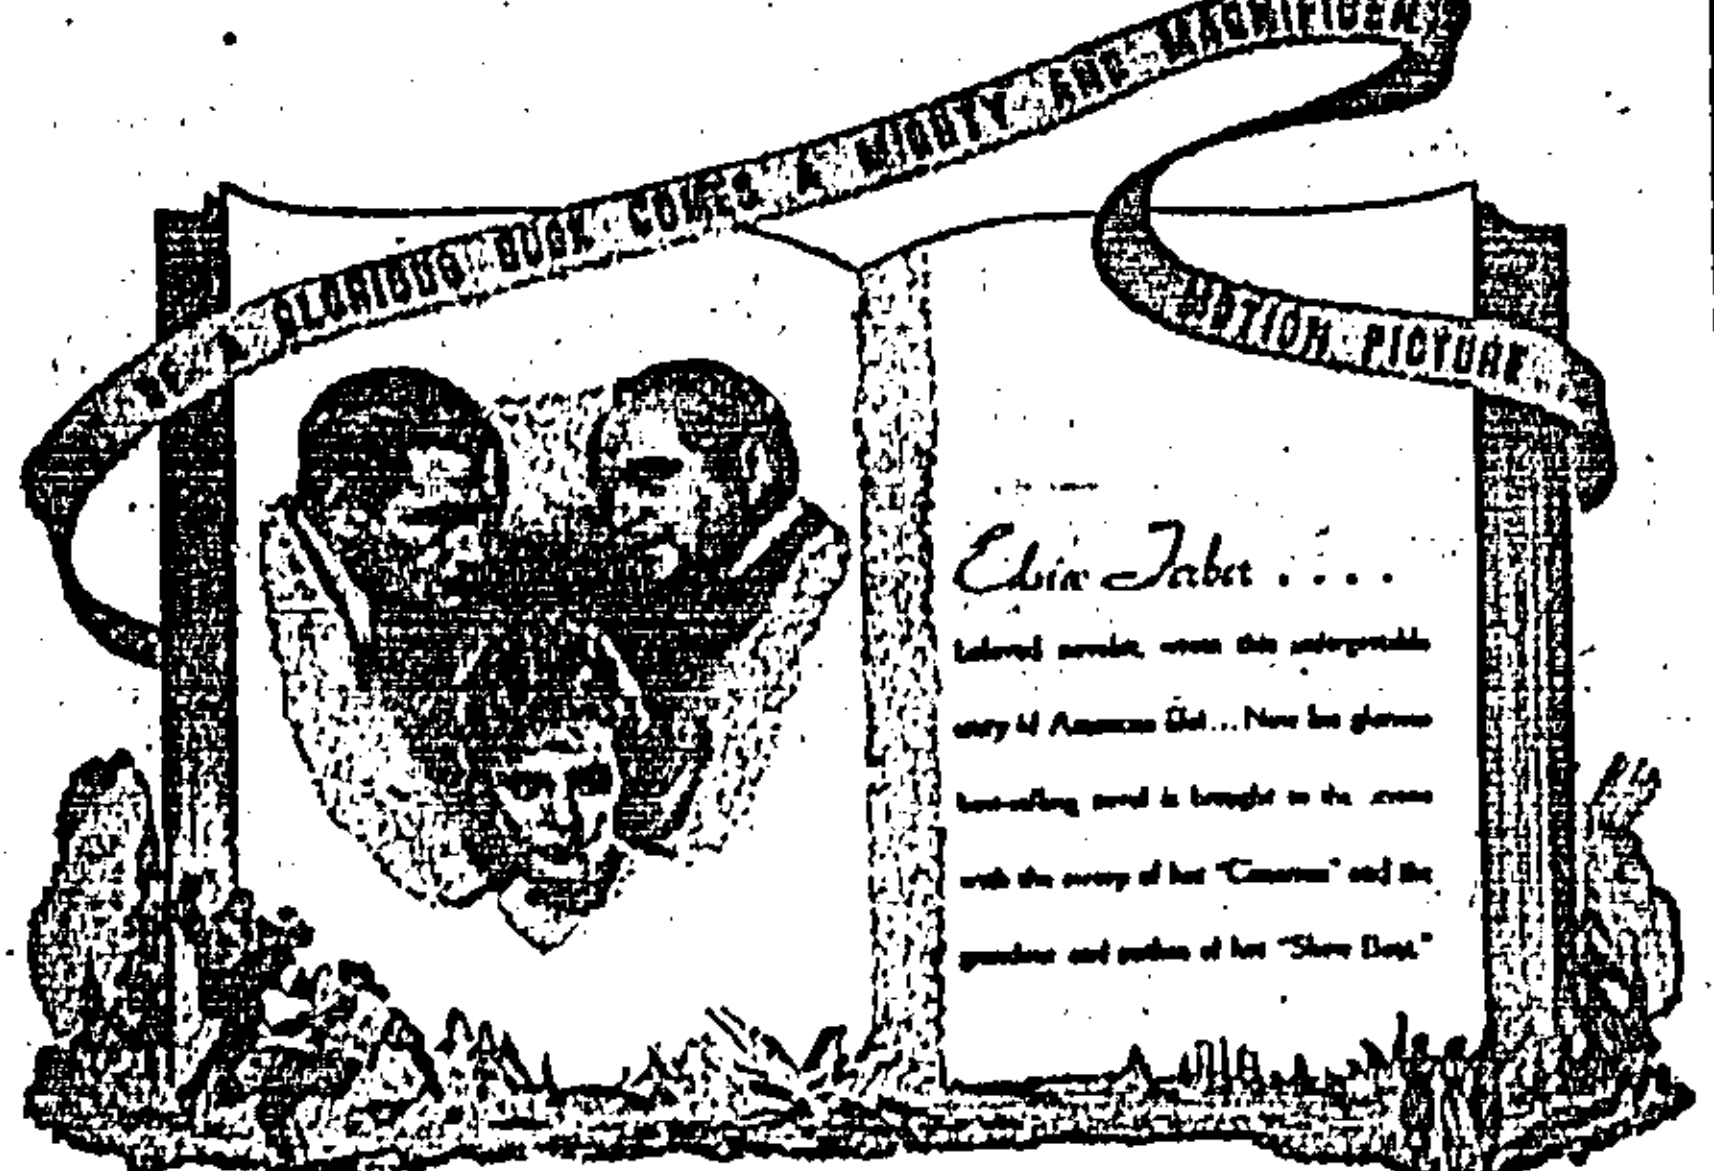 OF A GLORIOUS BOOK COMES A MIGHTY AND MAGNIFICENT
MOTION PICTURE
Edna Ferber ....
beloved novelist, wrote this unforgettable
story of American ... Now her glorious
best-selling novel is brought to the screen
with the sweep of her "Cimarron" and the
grandeur and pathos of her "Show Boat."